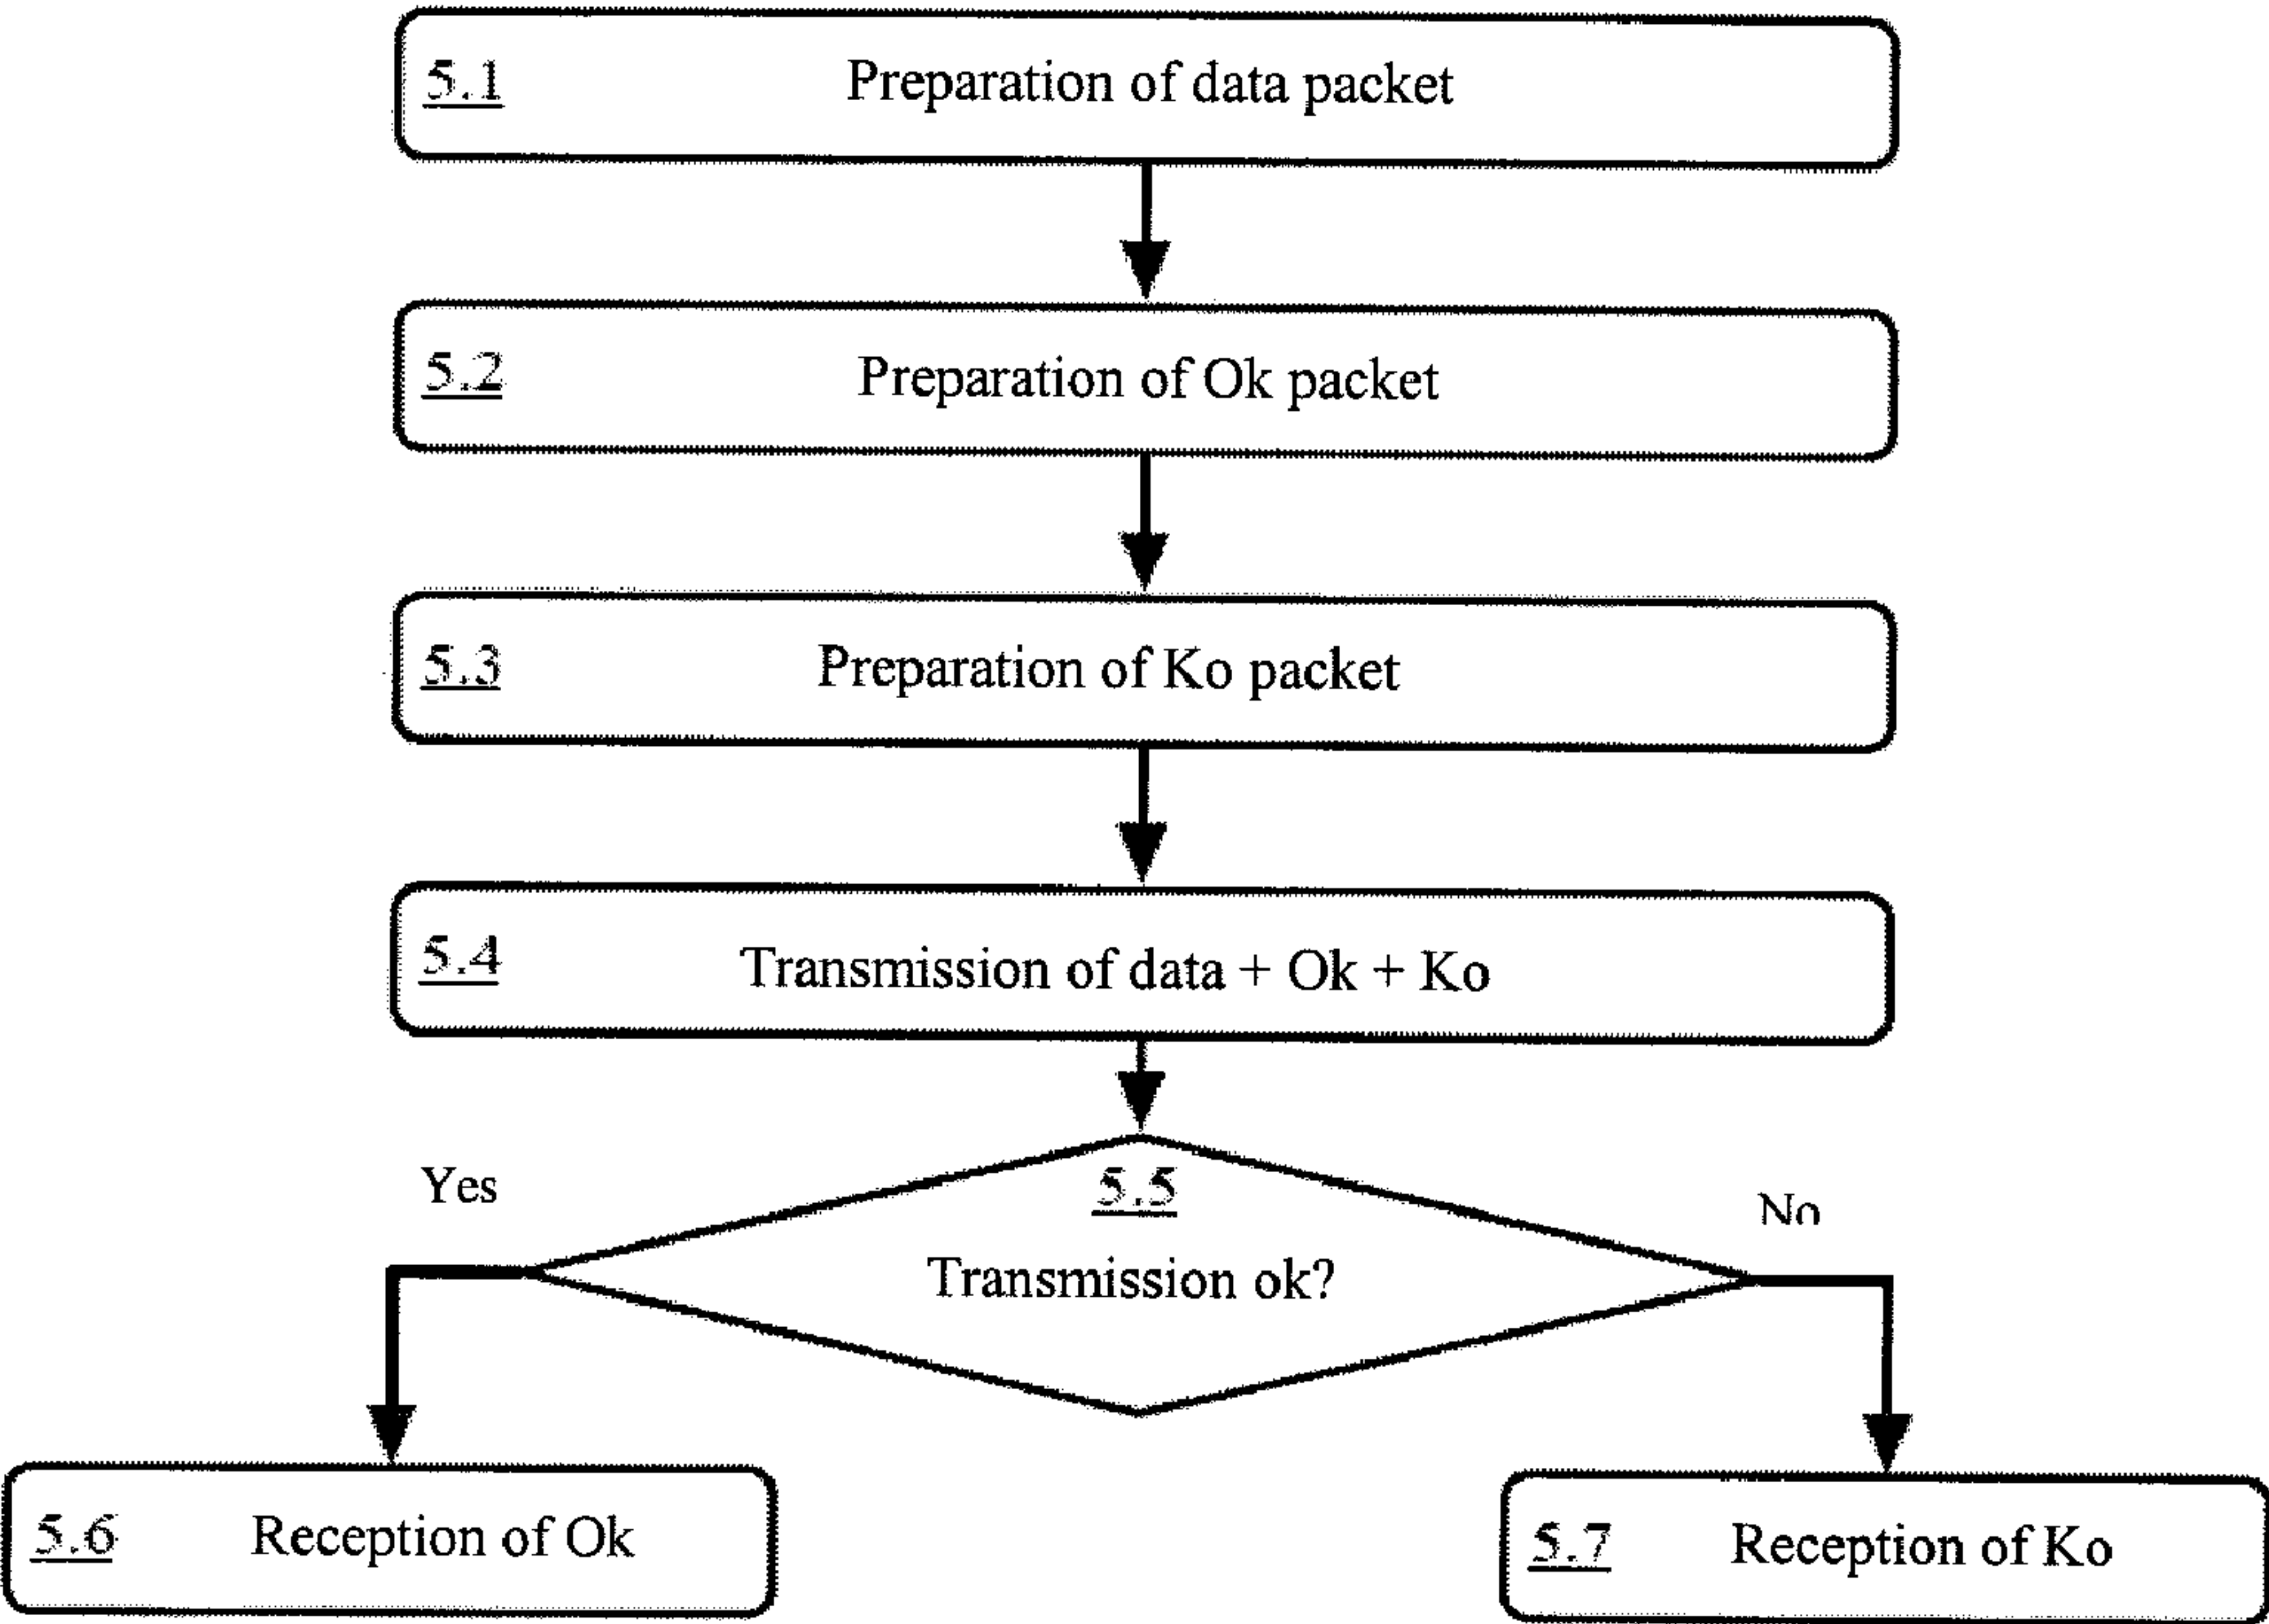 5.1 Preparation of data packet
5.2 Preparation of Ok packet
5.3 Preparation of Ko packet
5.4 Transmission of data + Ok + Ko
Yes
5.5
No
Transmission ok?
5.6 Reception of Ok
5.7 Reception of Ko